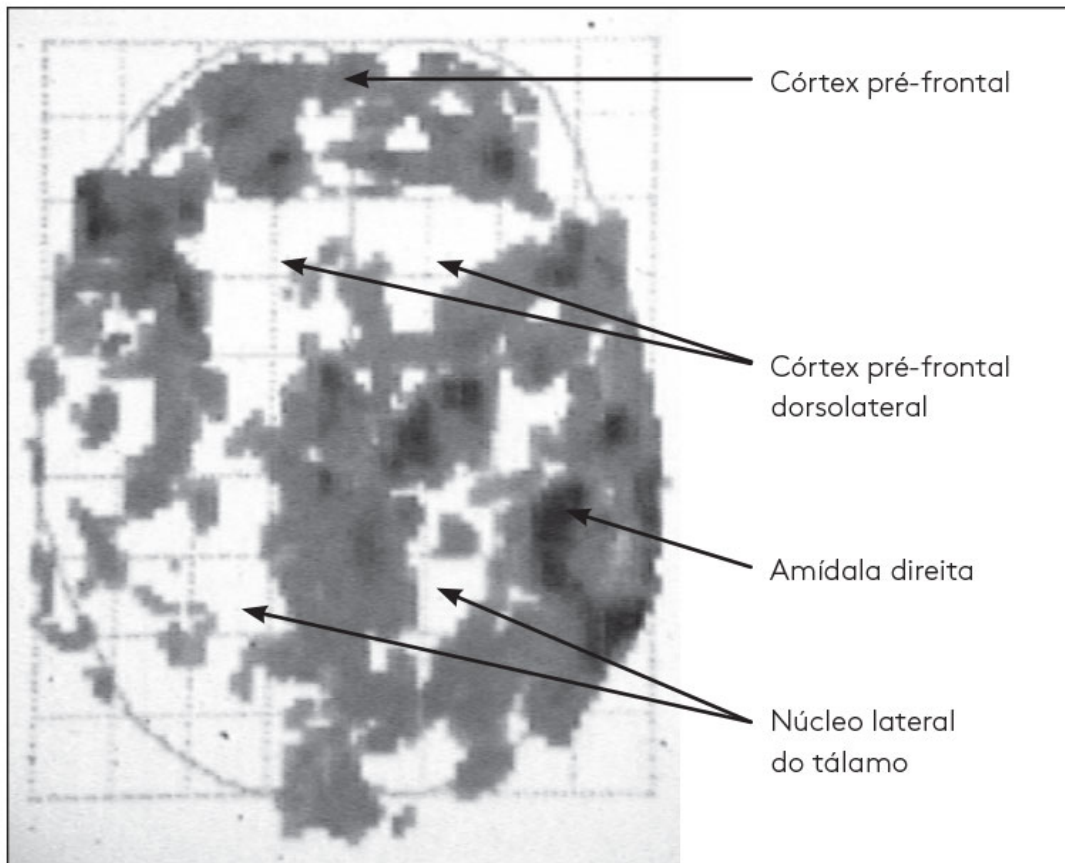 Córtex pré-frontal
Córtex pré-frontal
dorsolateral
Amídala direita
Núcleo lateral
do tálamo